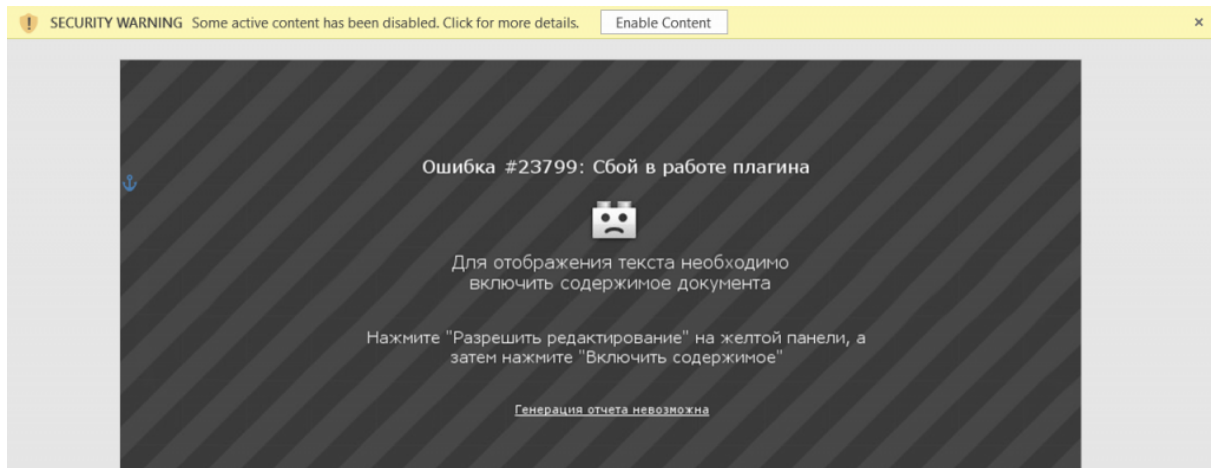 SECURITY WARNING Some active content has been disabled. Click for more details. Enable Content
Ошибка #23799: Сбой в работе плагина
Для отображения текста необходимо
включить содержимое документа
Нажмите "Разрешить редактирование" на желтой панели, а
затем нажмите "Включить содержимое"
Генерация отчета невозможна